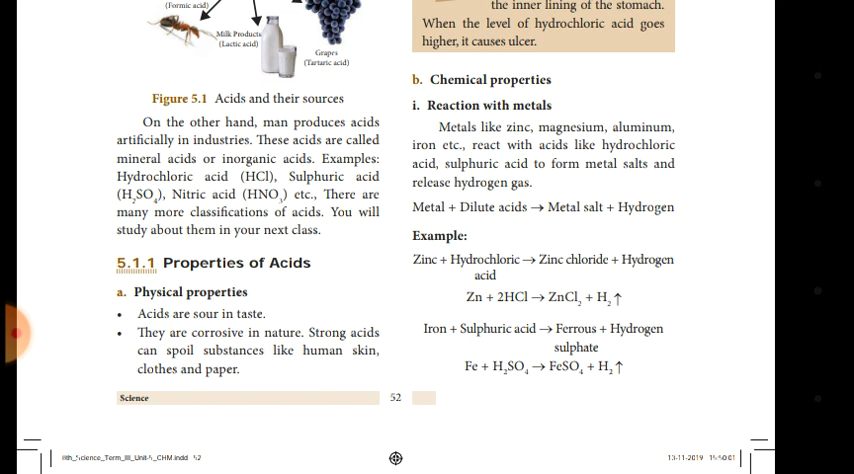 (Formic acid)
Milk Products
(Lactic acid)
Grapes
(Tartaric acid)
Figure 5.1 Acids and their sources
On the other hand, man produces acids
artificially in industries. These acids are called
mineral acids or inorganic acids. Examples:
Hydrochloric acid (HCl), Sulphuric acid
(H₂SO₄), Nitric acid (HNO₃) etc., There are
many more classifications of acids. You will
study about them in your next class.
5.1.1 Properties of Acids
a. Physical properties
• Acids are sour in taste.
• They are corrosive in nature. Strong acids
can spoil substances like human skin,
clothes and paper.
the inner lining of the stomach.
When the level of hydrochloric acid goes
higher, it causes ulcer.
b. Chemical properties
i. Reaction with metals
Metals like zinc, magnesium, aluminum,
iron etc., react with acids like hydrochloric
acid, sulphuric acid to form metal salts and
release hydrogen gas.
Metal + Dilute acids → Metal salt + Hydrogen
Example:
Zinc + Hydrochloric → Zinc chloride + Hydrogen
acid
Zn + 2HCl → ZnCl₂ + H₂↑
Iron + Sulphuric acid → Ferrous + Hydrogen
sulphate
Fe + H₂SO₄ → FeSO₄ + H₂↑
Science
52
13-11-2019